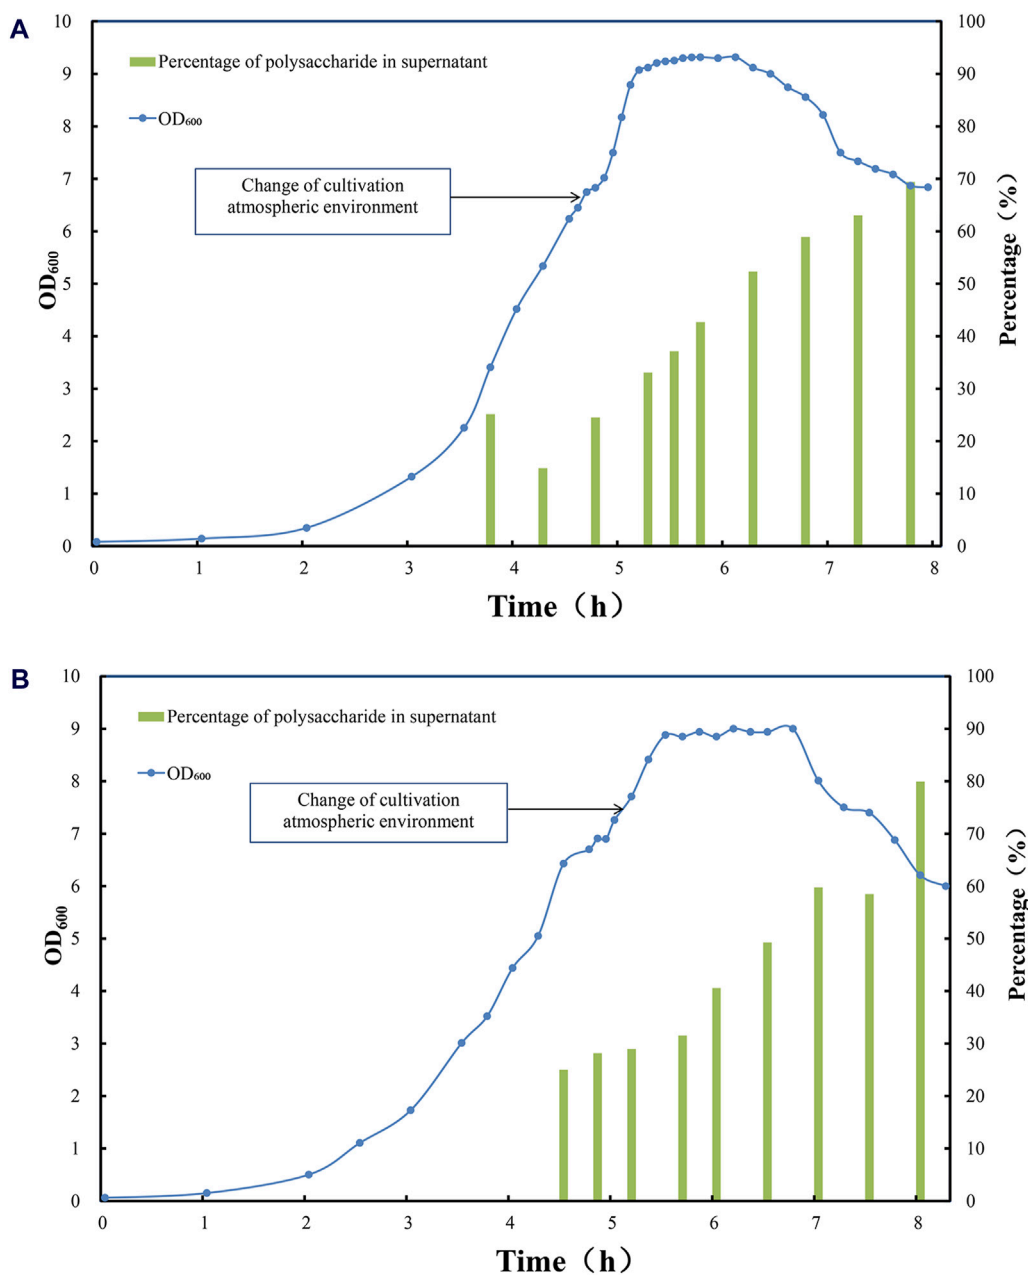 A
10
9
8
7
6
5
4
3
2
1
0
OD600
Percentage of polysaccharide in supernatant
OD600
Change of cultivation
atmospheric environment
100
90
80
70
60
50
40
30
20
10
0
Percentage（%）
0 1 2 3 4 5 6 7 8
Time（h）
B
10
9
8
7
6
5
4
3
2
1
0
OD600
Percentage of polysaccharide in supernatant
OD600
Change of cultivation
atmospheric environment
100
90
80
70
60
50
40
30
20
10
0
Percentage（%）
0 1 2 3 4 5 6 7 8
Time（h）